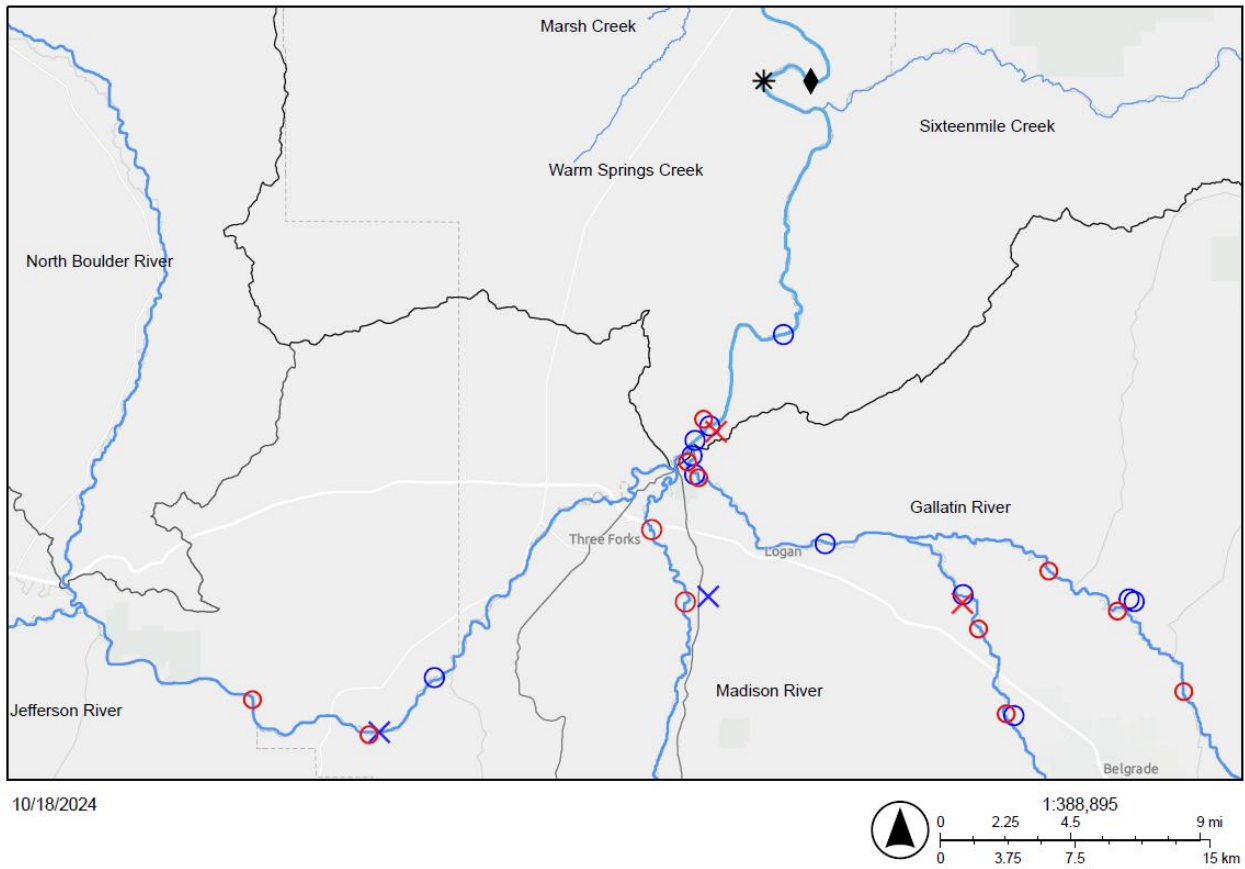 Marsh Creek
Sixteenmile Creek
Warm Springs Creek
North Boulder River
Gallatin River
Three Forks
Logan
Madison River
Jefferson River
Belgrade
10/18/2024
1:388,895
0 2.25 4.5 9 mi
0 3.75 7.5 15 km